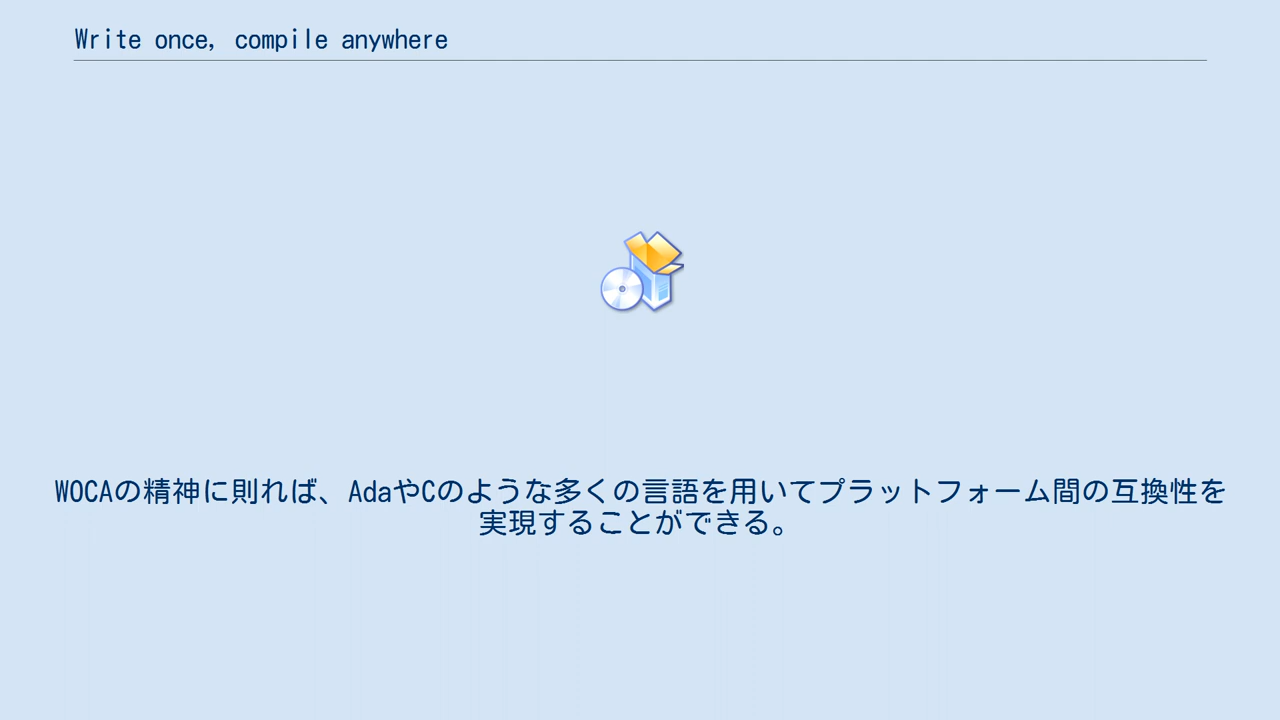 Write once, compile anywhere
WOCAの精神に則れば、AdaやCのような多くの言語を用いてプラットフォーム間の互換性を
実現することができる。